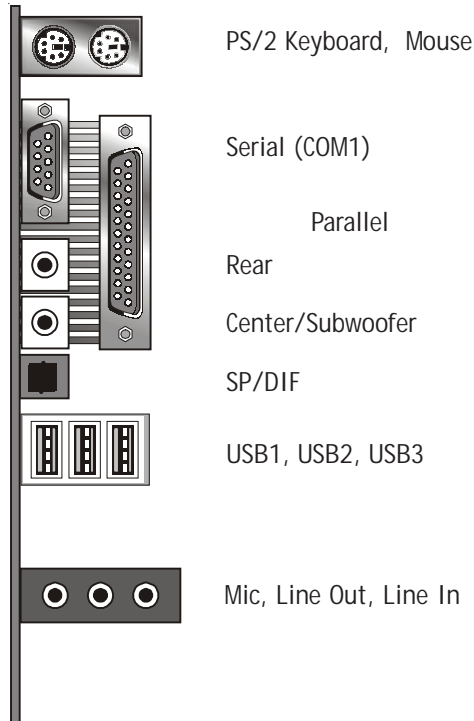 PS/2 Keyboard, Mouse
Serial (COM1)
Parallel
Rear
Center/Subwoofer
SP/DIF
USB1, USB2, USB3
Mic, Line Out, Line In